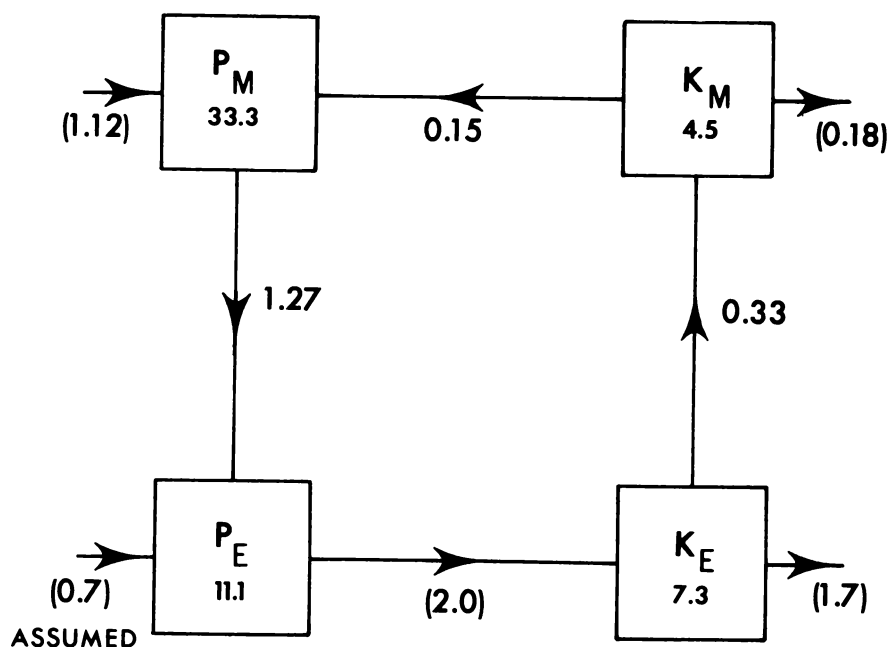 P_M
33.3
K_M
4.5
(1.12)
0.15
(0.18)
1.27
0.33
P_E
11.1
K_E
7.3
(0.7)
ASSUMED
(2.0)
(1.7)